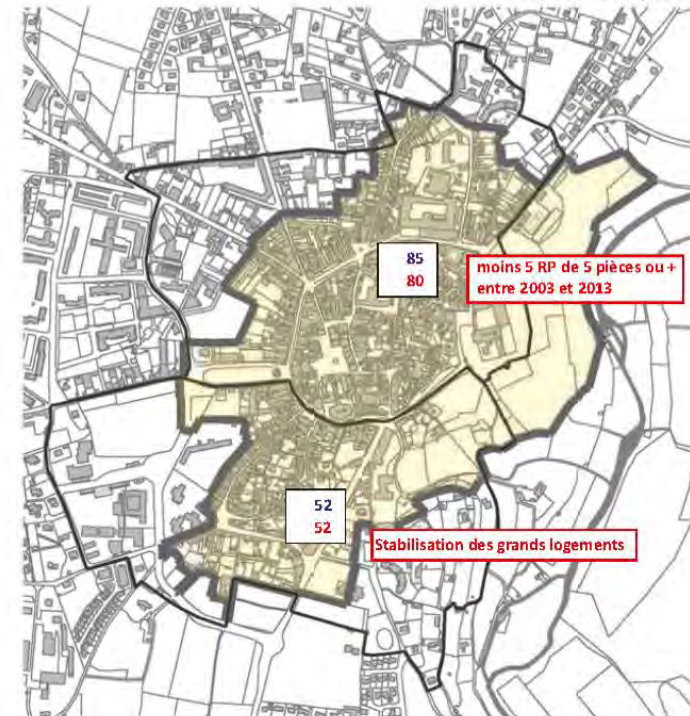 85
80
moins 5 RP de 5 pièces ou +
entre 2003 et 2013
52
52
Stabilisation des grands logements